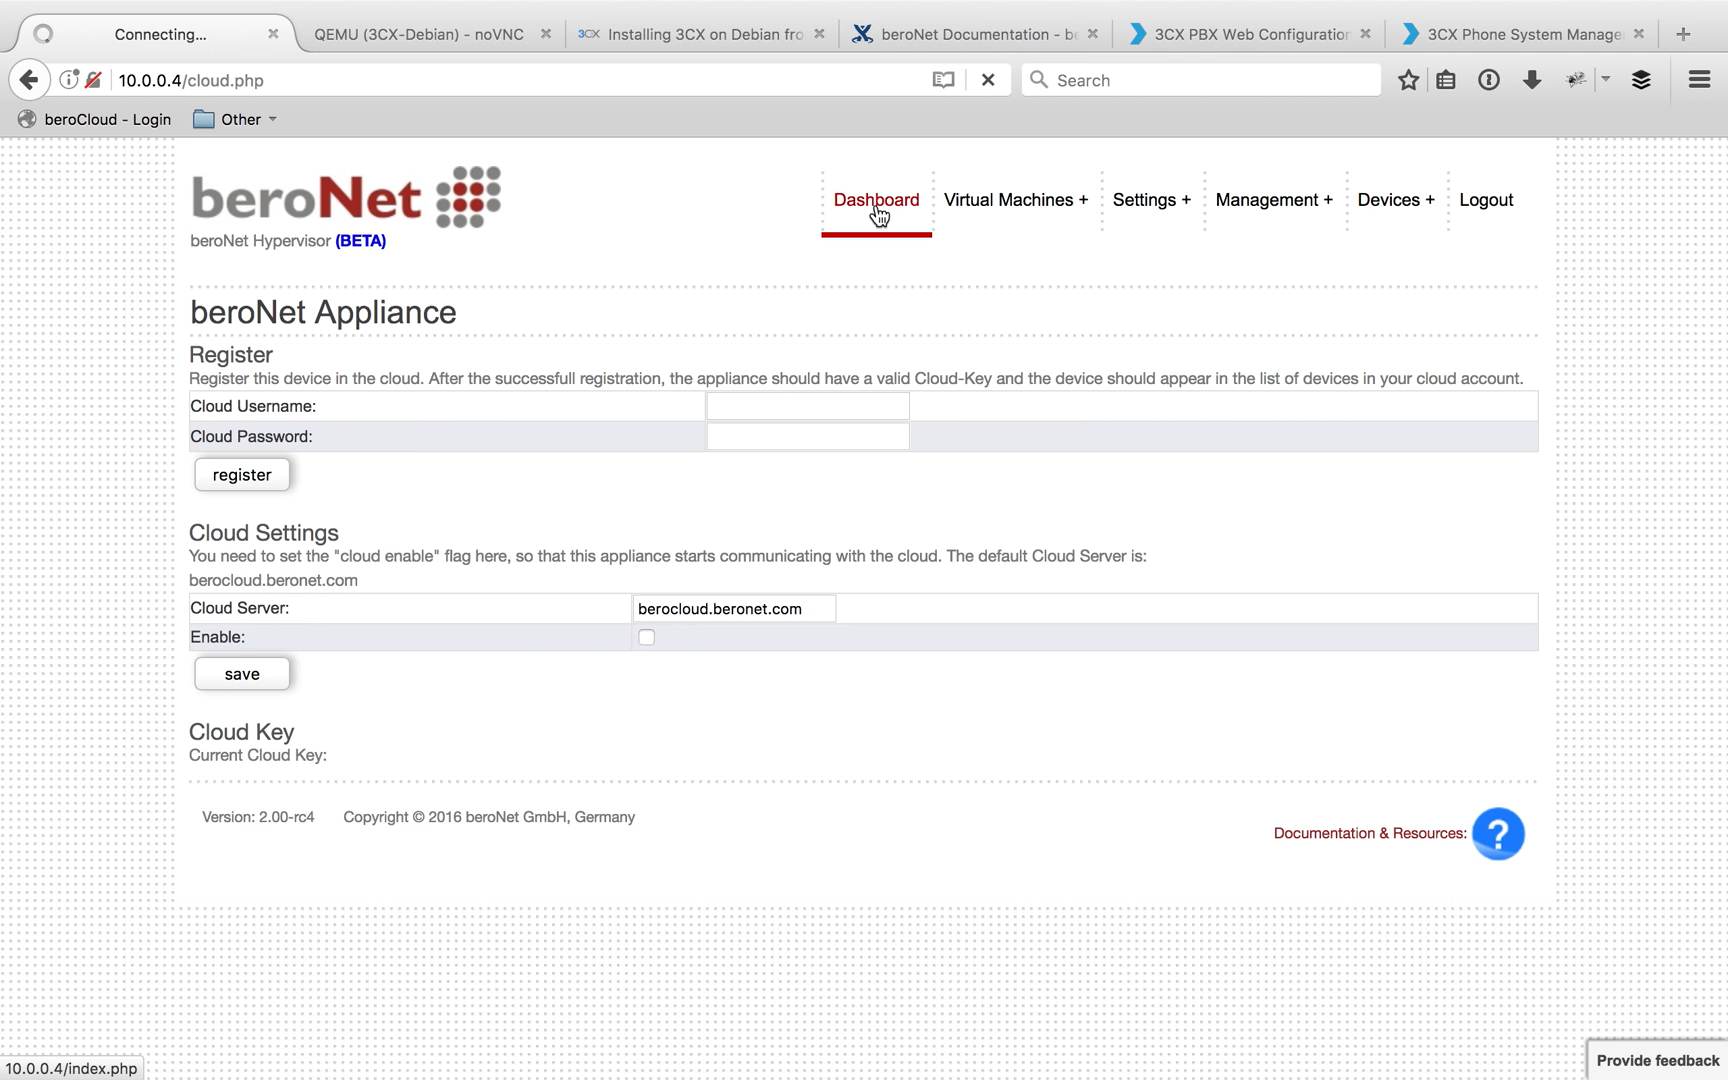 Connecting...
QEMU (3CX-Debian) - noVNC
3CX Installing 3CX on Debian fro
beroNet Documentation - be
3CX PBX Web Configuration
3CX Phone System Manage
10.0.0.4/cloud.php
Search
beroCloud - Login
Other
beroNet
beroNet Hypervisor (BETA)
Dashboard
Virtual Machines +
Settings +
Management +
Devices +
Logout
beroNet Appliance
Register
Register this device in the cloud. After the successfull registration, the appliance should have a valid Cloud-Key and the device should appear in the list of devices in your cloud account.
Cloud Username:
Cloud Password:
register
Cloud Settings
You need to set the "cloud enable" flag here, so that this appliance starts communicating with the cloud. The default Cloud Server is:
berocloud.beronet.com
Cloud Server: berocloud.beronet.com
Enable:
save
Cloud Key
Current Cloud Key:
Version: 2.00-rc4 Copyright © 2016 beroNet GmbH, Germany
Documentation & Resources: ?
Provide feedback
10.0.0.4/index.php